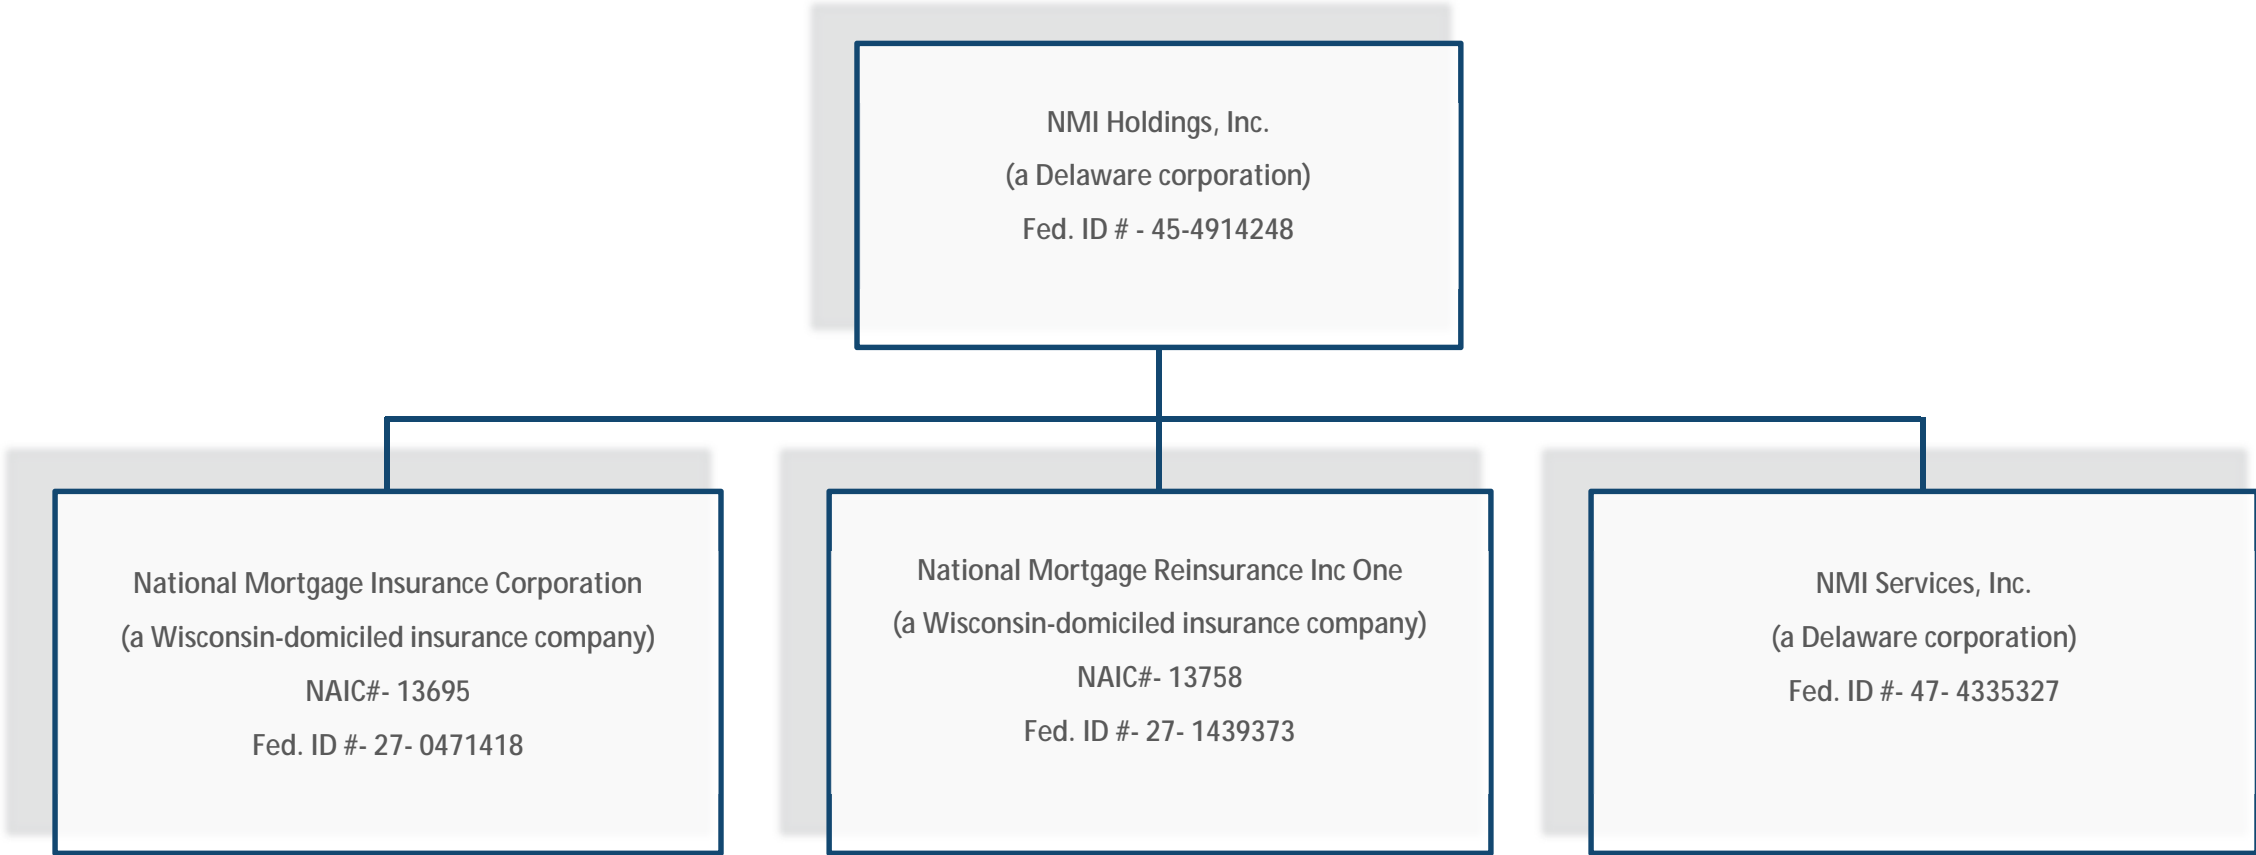 NMI Holdings, Inc.
(a Delaware corporation)
Fed. ID # - 45-4914248
National Mortgage Insurance Corporation
(a Wisconsin-domiciled insurance company)
NAIC#- 13695
Fed. ID #- 27- 0471418
National Mortgage Reinsurance Inc One
(a Wisconsin-domiciled insurance company)
NAIC#- 13758
Fed. ID #- 27- 1439373
NMI Services, Inc.
(a Delaware corporation)
Fed. ID #- 47- 4335327